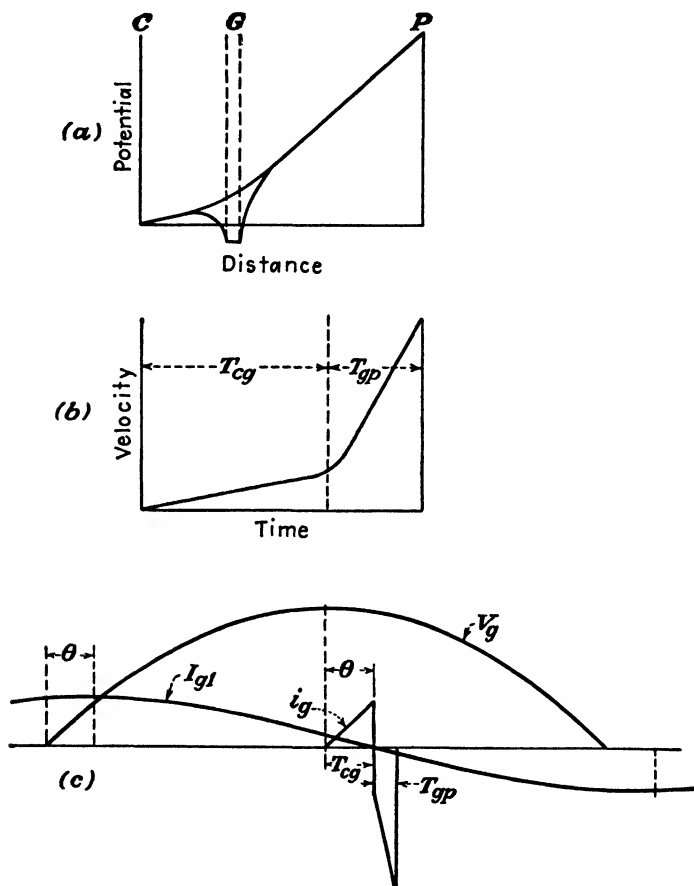 C G P
(a)
Potential
Distance
(b)
Velocity
T_cg T_gp
Time
θ I_g1 θ i_g V_g
T_cg T_gp
(c)